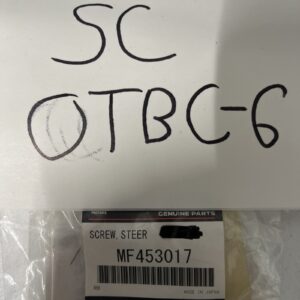 SC
OTBC-6
GENUINE PARTS
SCREW, STEER
MF453017
MADE IN JAPAN